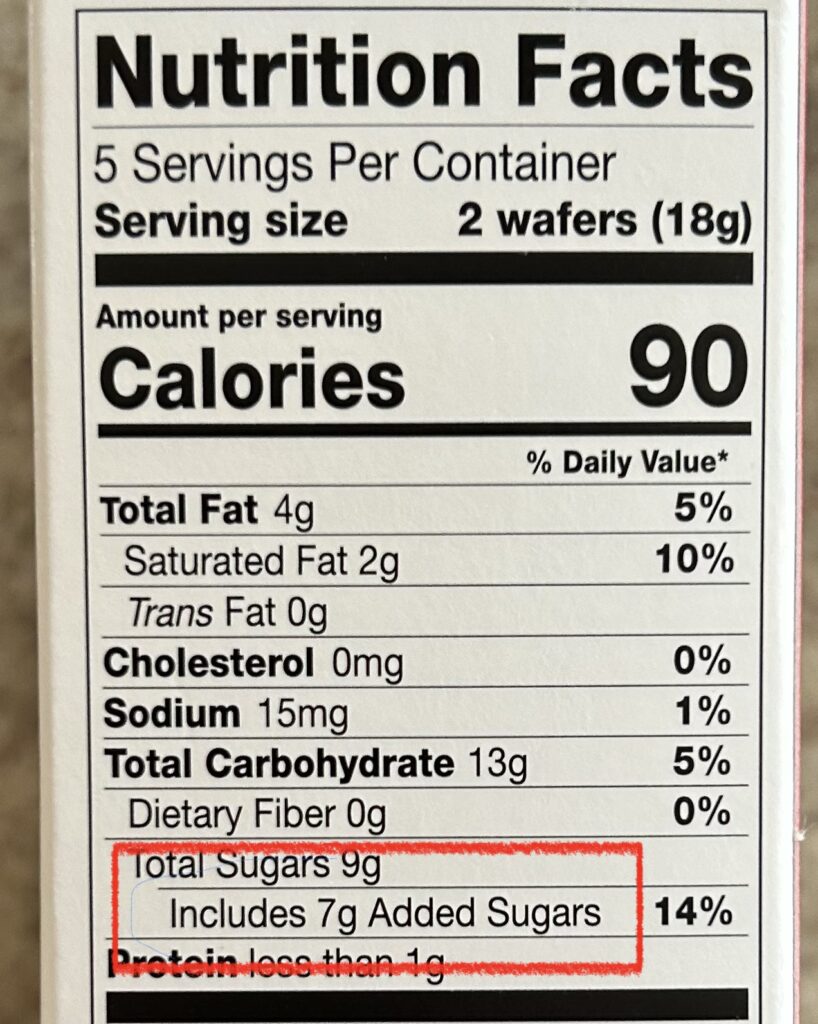 Nutrition Facts
5 Servings Per Container
Serving size 2 wafers (18g)
Amount per serving
Calories 90
% Daily Value*
Total Fat 4g 5%
Saturated Fat 2g 10%
Trans Fat 0g
Cholesterol 0mg 0%
Sodium 15mg 1%
Total Carbohydrate 13g 5%
Dietary Fiber 0g 0%
Total Sugars 9g
Includes 7g Added Sugars 14%
Protein less than 1g